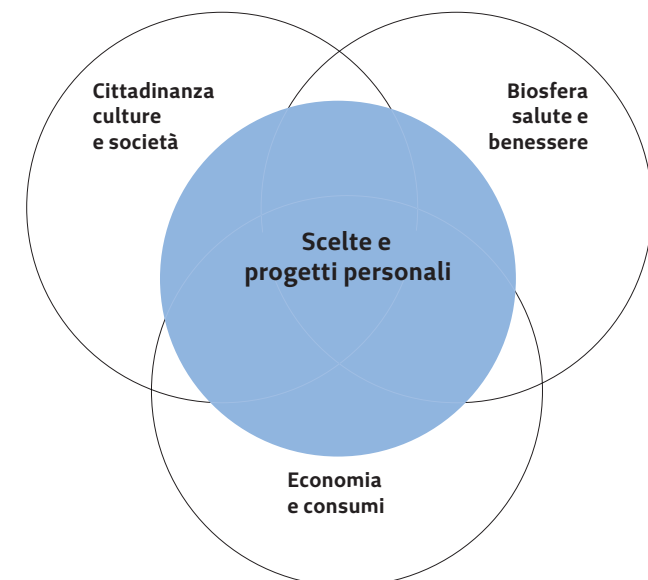 Cittadinanza
culture
e società
Biosfera
salute e
benessere
Scelte e
progetti personali
Economia
e consumi